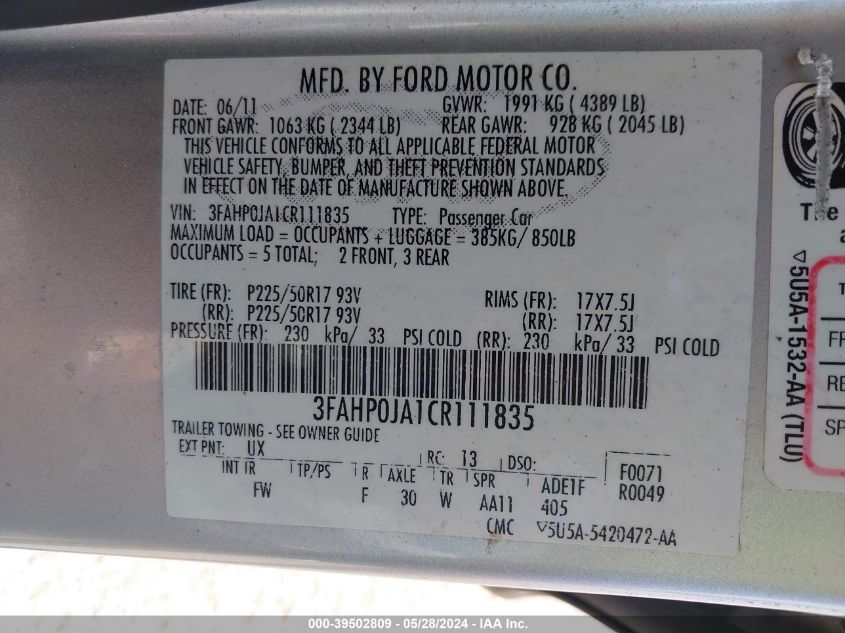 MFD. BY FORD MOTOR CO.
DATE: 06/11 GVWR: 1991 KG ( 4389 LB)
FRONT GAWR: 1063 KG ( 2344 LB) REAR GAWR: 928 KG ( 2045 LB)
THIS VEHICLE CONFORMS TO ALL APPLICABLE FEDERAL MOTOR
VEHICLE SAFETY, BUMPER, AND THEFT PREVENTION STANDARDS
IN EFFECT ON THE DATE OF MANUFACTURE SHOWN ABOVE.
VIN: 3FAHP0JA1CR111835 TYPE: Passenger Car
MAXIMUM LOAD = OCCUPANTS + LUGGAGE = 385KG/ 850LB
OCCUPANTS = 5 TOTAL; 2 FRONT, 3 REAR
TIRE (FR): P225/50R17 93V RIMS (FR): 17X7.5J
(RR): P225/50R17 93V (RR): 17X7.5J
PRESSURE (FR): 230 kPa/ 33 PSI COLD (RR): 230 kPa/ 33 PSI COLD
3FAHP0JA1CR111835
TRAILER TOWING - SEE OWNER GUIDE
EXT PNT: UX RC: 13 DSO: F0071
INT TR TP/PS R AXLE TR SPR ADE1F R0049
FW F 30 W AA11 405
CMC ▽5U5A-5420472-AA
▽5U5A-1532-AA (TLU)
The
a
T
FR
RE
SP
000-39502809 - 05/28/2024 - IAA Inc.